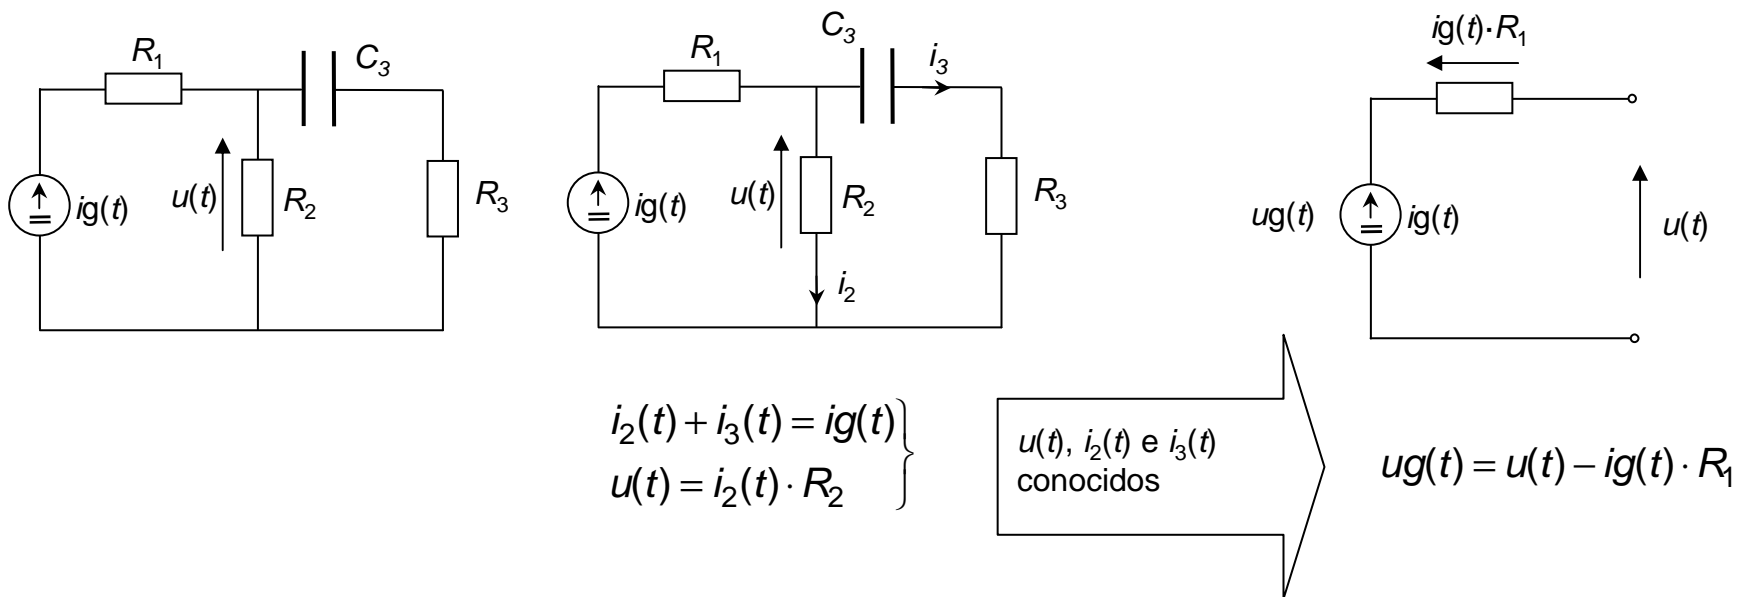 R₁
C₃
ig(t)
u(t)
R₂
R₃
R₁
C₃
i₃
ig(t)
u(t)
R₂
R₃
i₂
ig(t)·R₁
ug(t)
ig(t)
u(t)
i₂(t) + i₃(t) = ig(t)
u(t) = i₂(t) · R₂
u(t), i₂(t) e i₃(t)
conocidos
ug(t) = u(t) − ig(t) · R₁